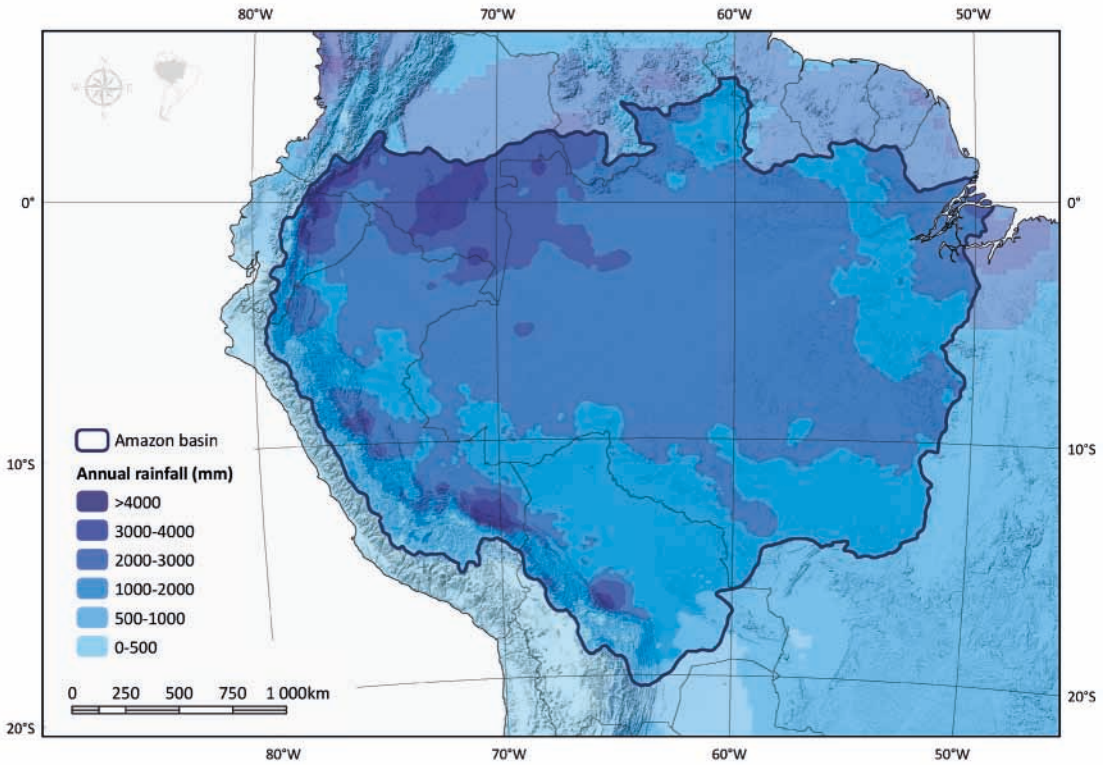 80°W 70°W 60°W 50°W
W E
0° 0°
Amazon basin
10°S 10°S
Annual rainfall (mm)
>4000
3000-4000
2000-3000
1000-2000
500-1000
0-500
0 250 500 750 1 000km
20°S 20°S
80°W 70°W 60°W 50°W